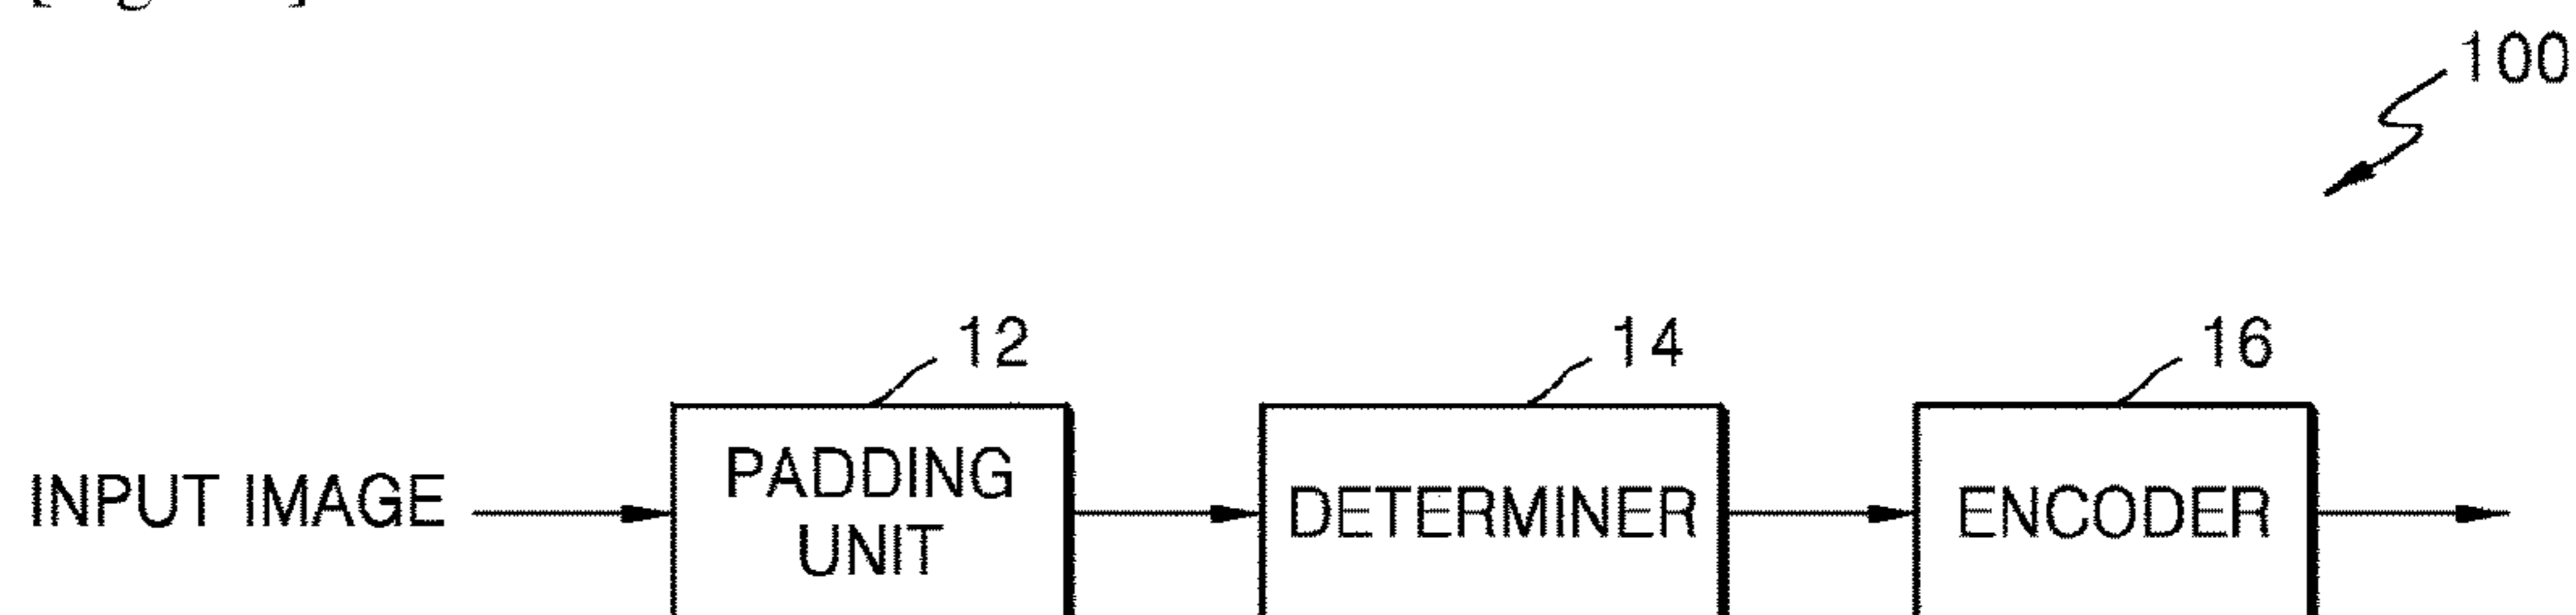 100
12
14
16
INPUT IMAGE
PADDING
UNIT
DETERMINER
ENCODER